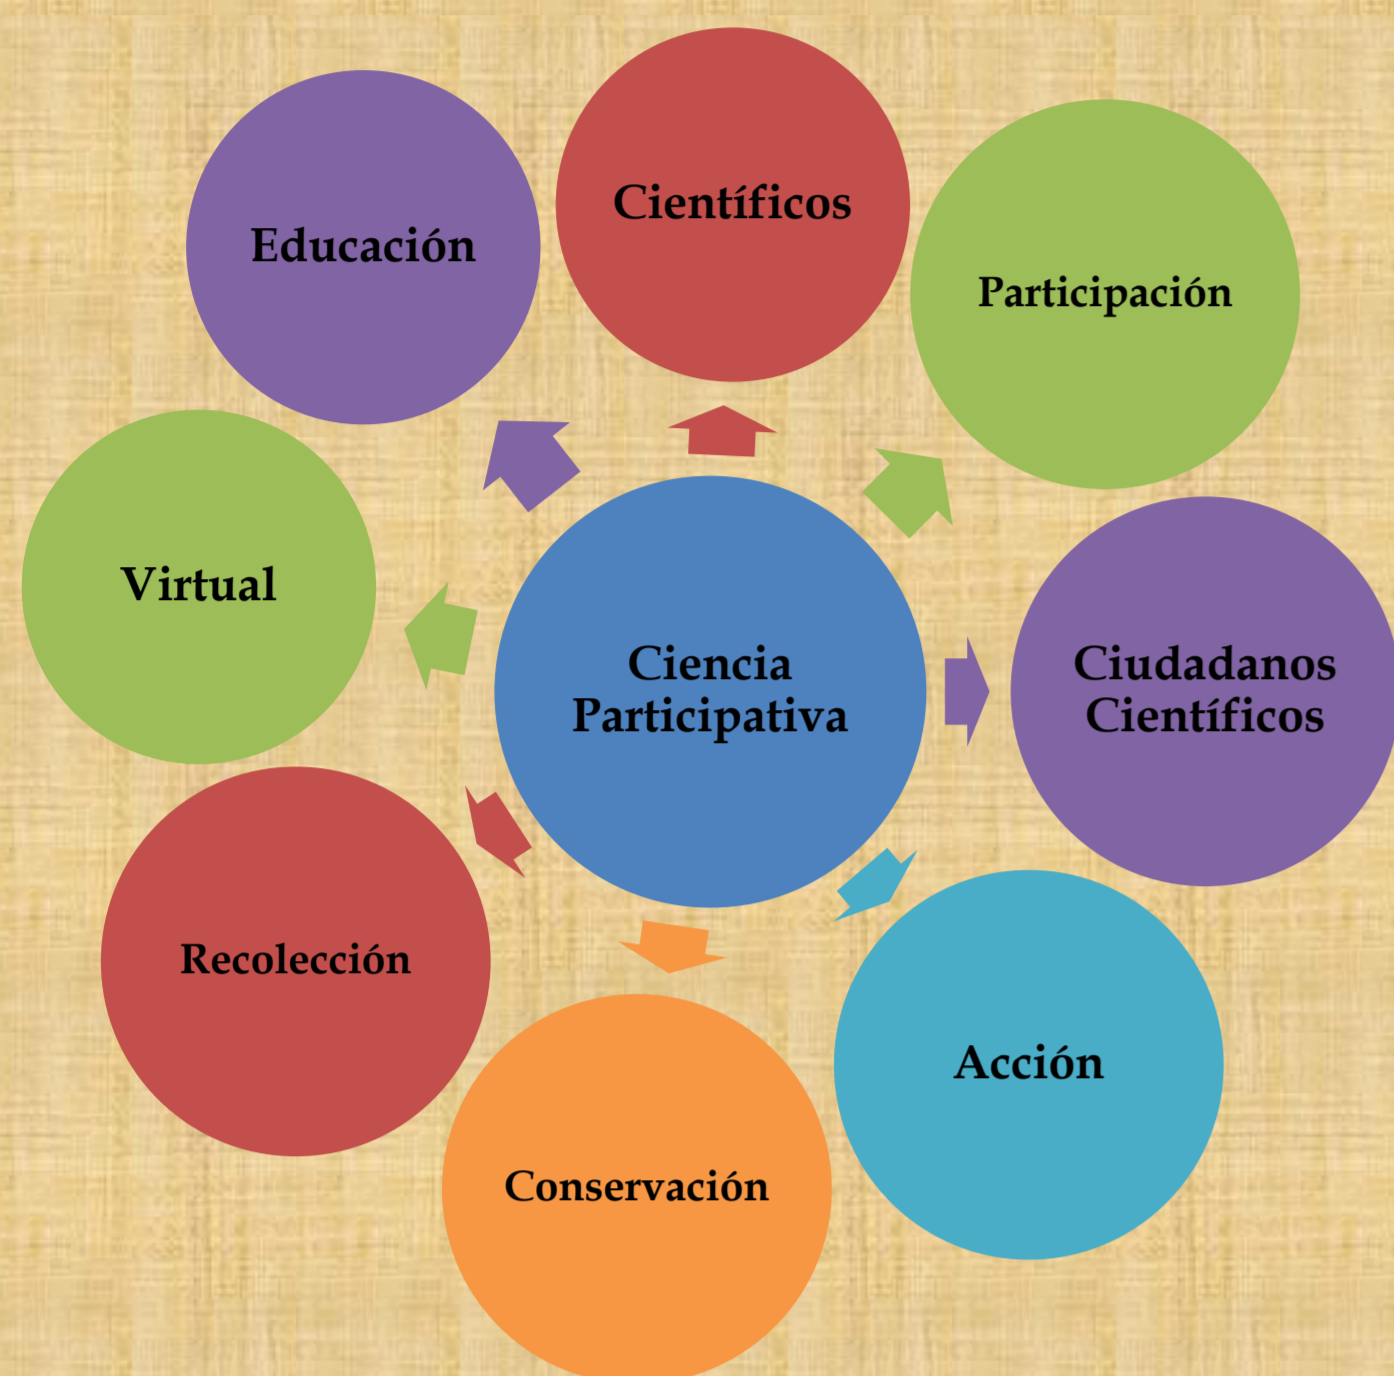 Científicos
Educación
Participación
Virtual
Ciencia
Participativa
Ciudadanos
Científicos
Recolección
Acción
Conservación